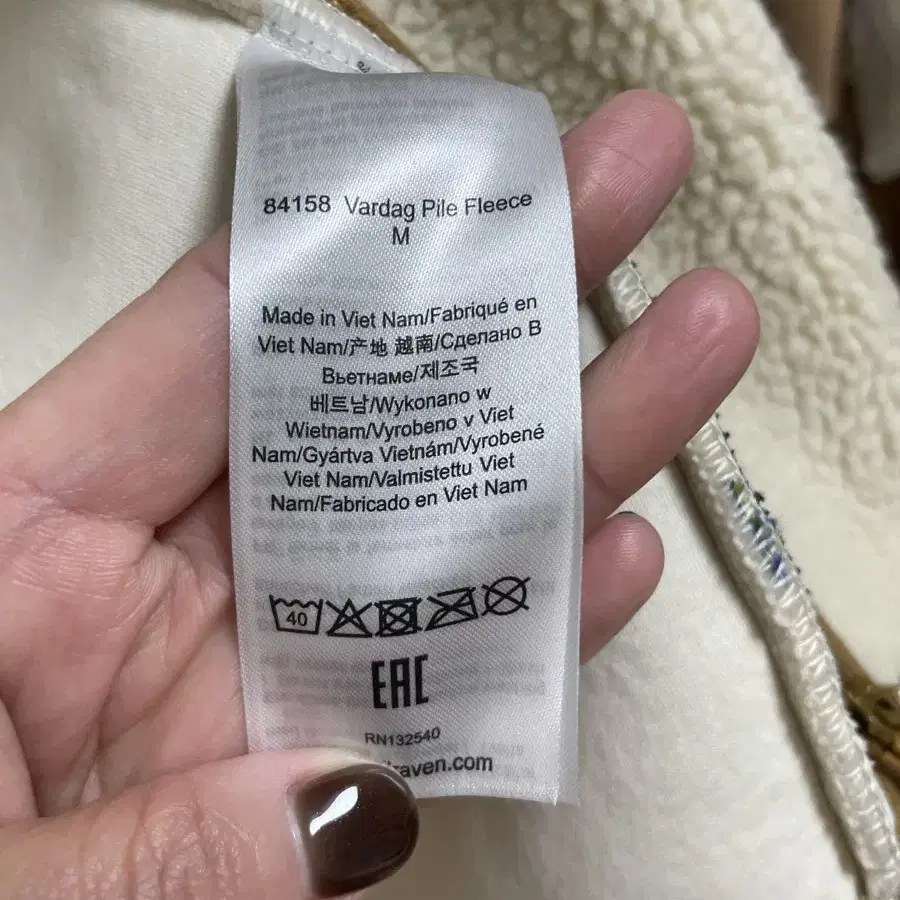 84158 Vardag Pile Fleece
M
Made in Viet Nam/Fabriqué en
Viet Nam/产地 越南/Сделано В
Вьетнаме/제조국
베트남/Wykonano w
Wietnam/Vyrobeno v Viet
Nam/Gyártva Vietnám/Vyrobené
Viet Nam/Valmistettu Viet
Nam/Fabricado en Viet Nam
40
EAC
RN132540
raven.com